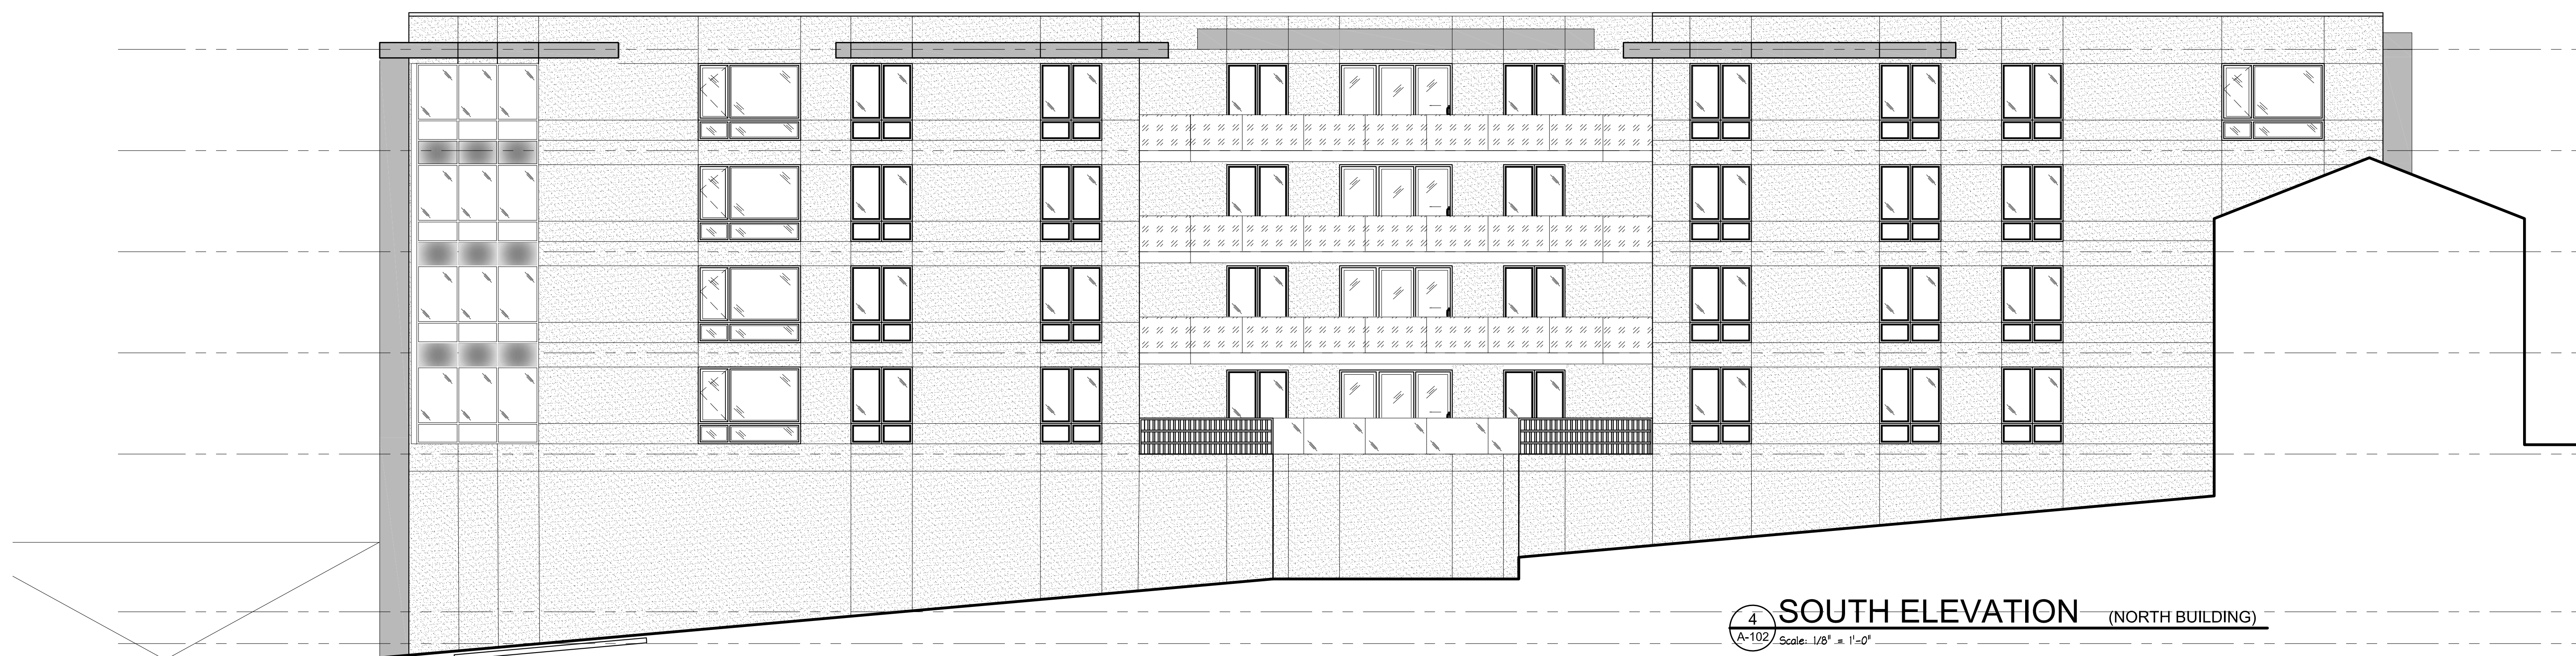 4
A-102
SOUTH ELEVATION (NORTH BUILDING)
Scale: 1/8" = 1'-0"